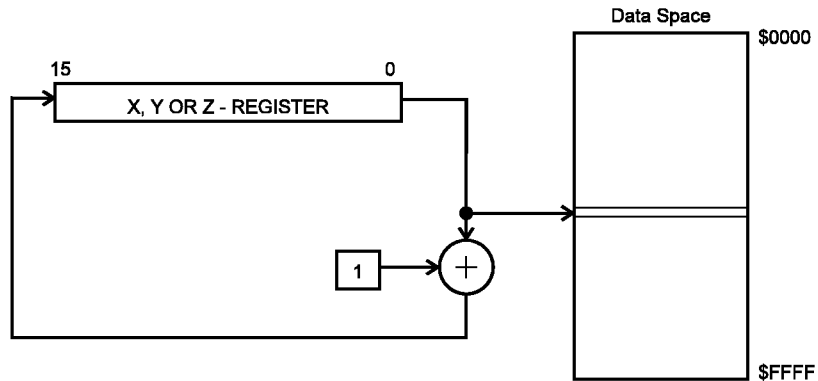 Data Space
$0000
15 0
X, Y OR Z - REGISTER
1
+
$FFFF